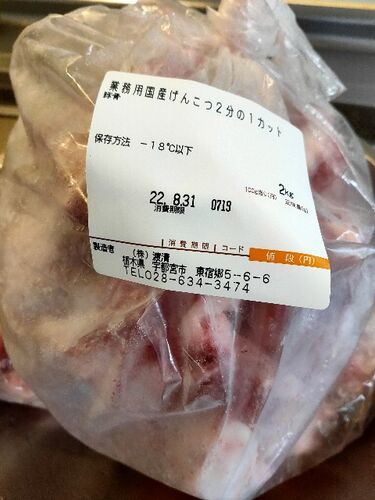 業務用国産げんこつ2分の1カット
豚骨
保存方法 -18℃以下
2kg
22.8.31 0719
消費期限
消費期限 コード 値段(円)
製造者 (株)渡清
栃木県 宇都宮市 東宿郷5-6-6
TEL028-634-3474